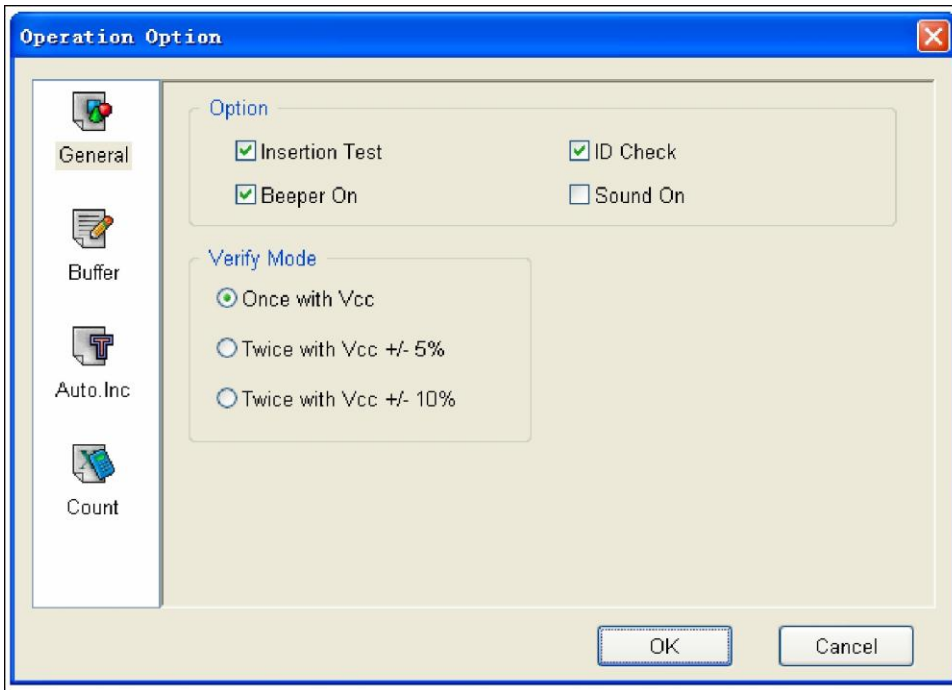 Operation Option
General
Buffer
Auto.Inc
Count
Option
Insertion Test
ID Check
Beeper On
Sound On
Verify Mode
Once with Vcc
Twice with Vcc +/- 5%
Twice with Vcc +/- 10%
OK
Cancel